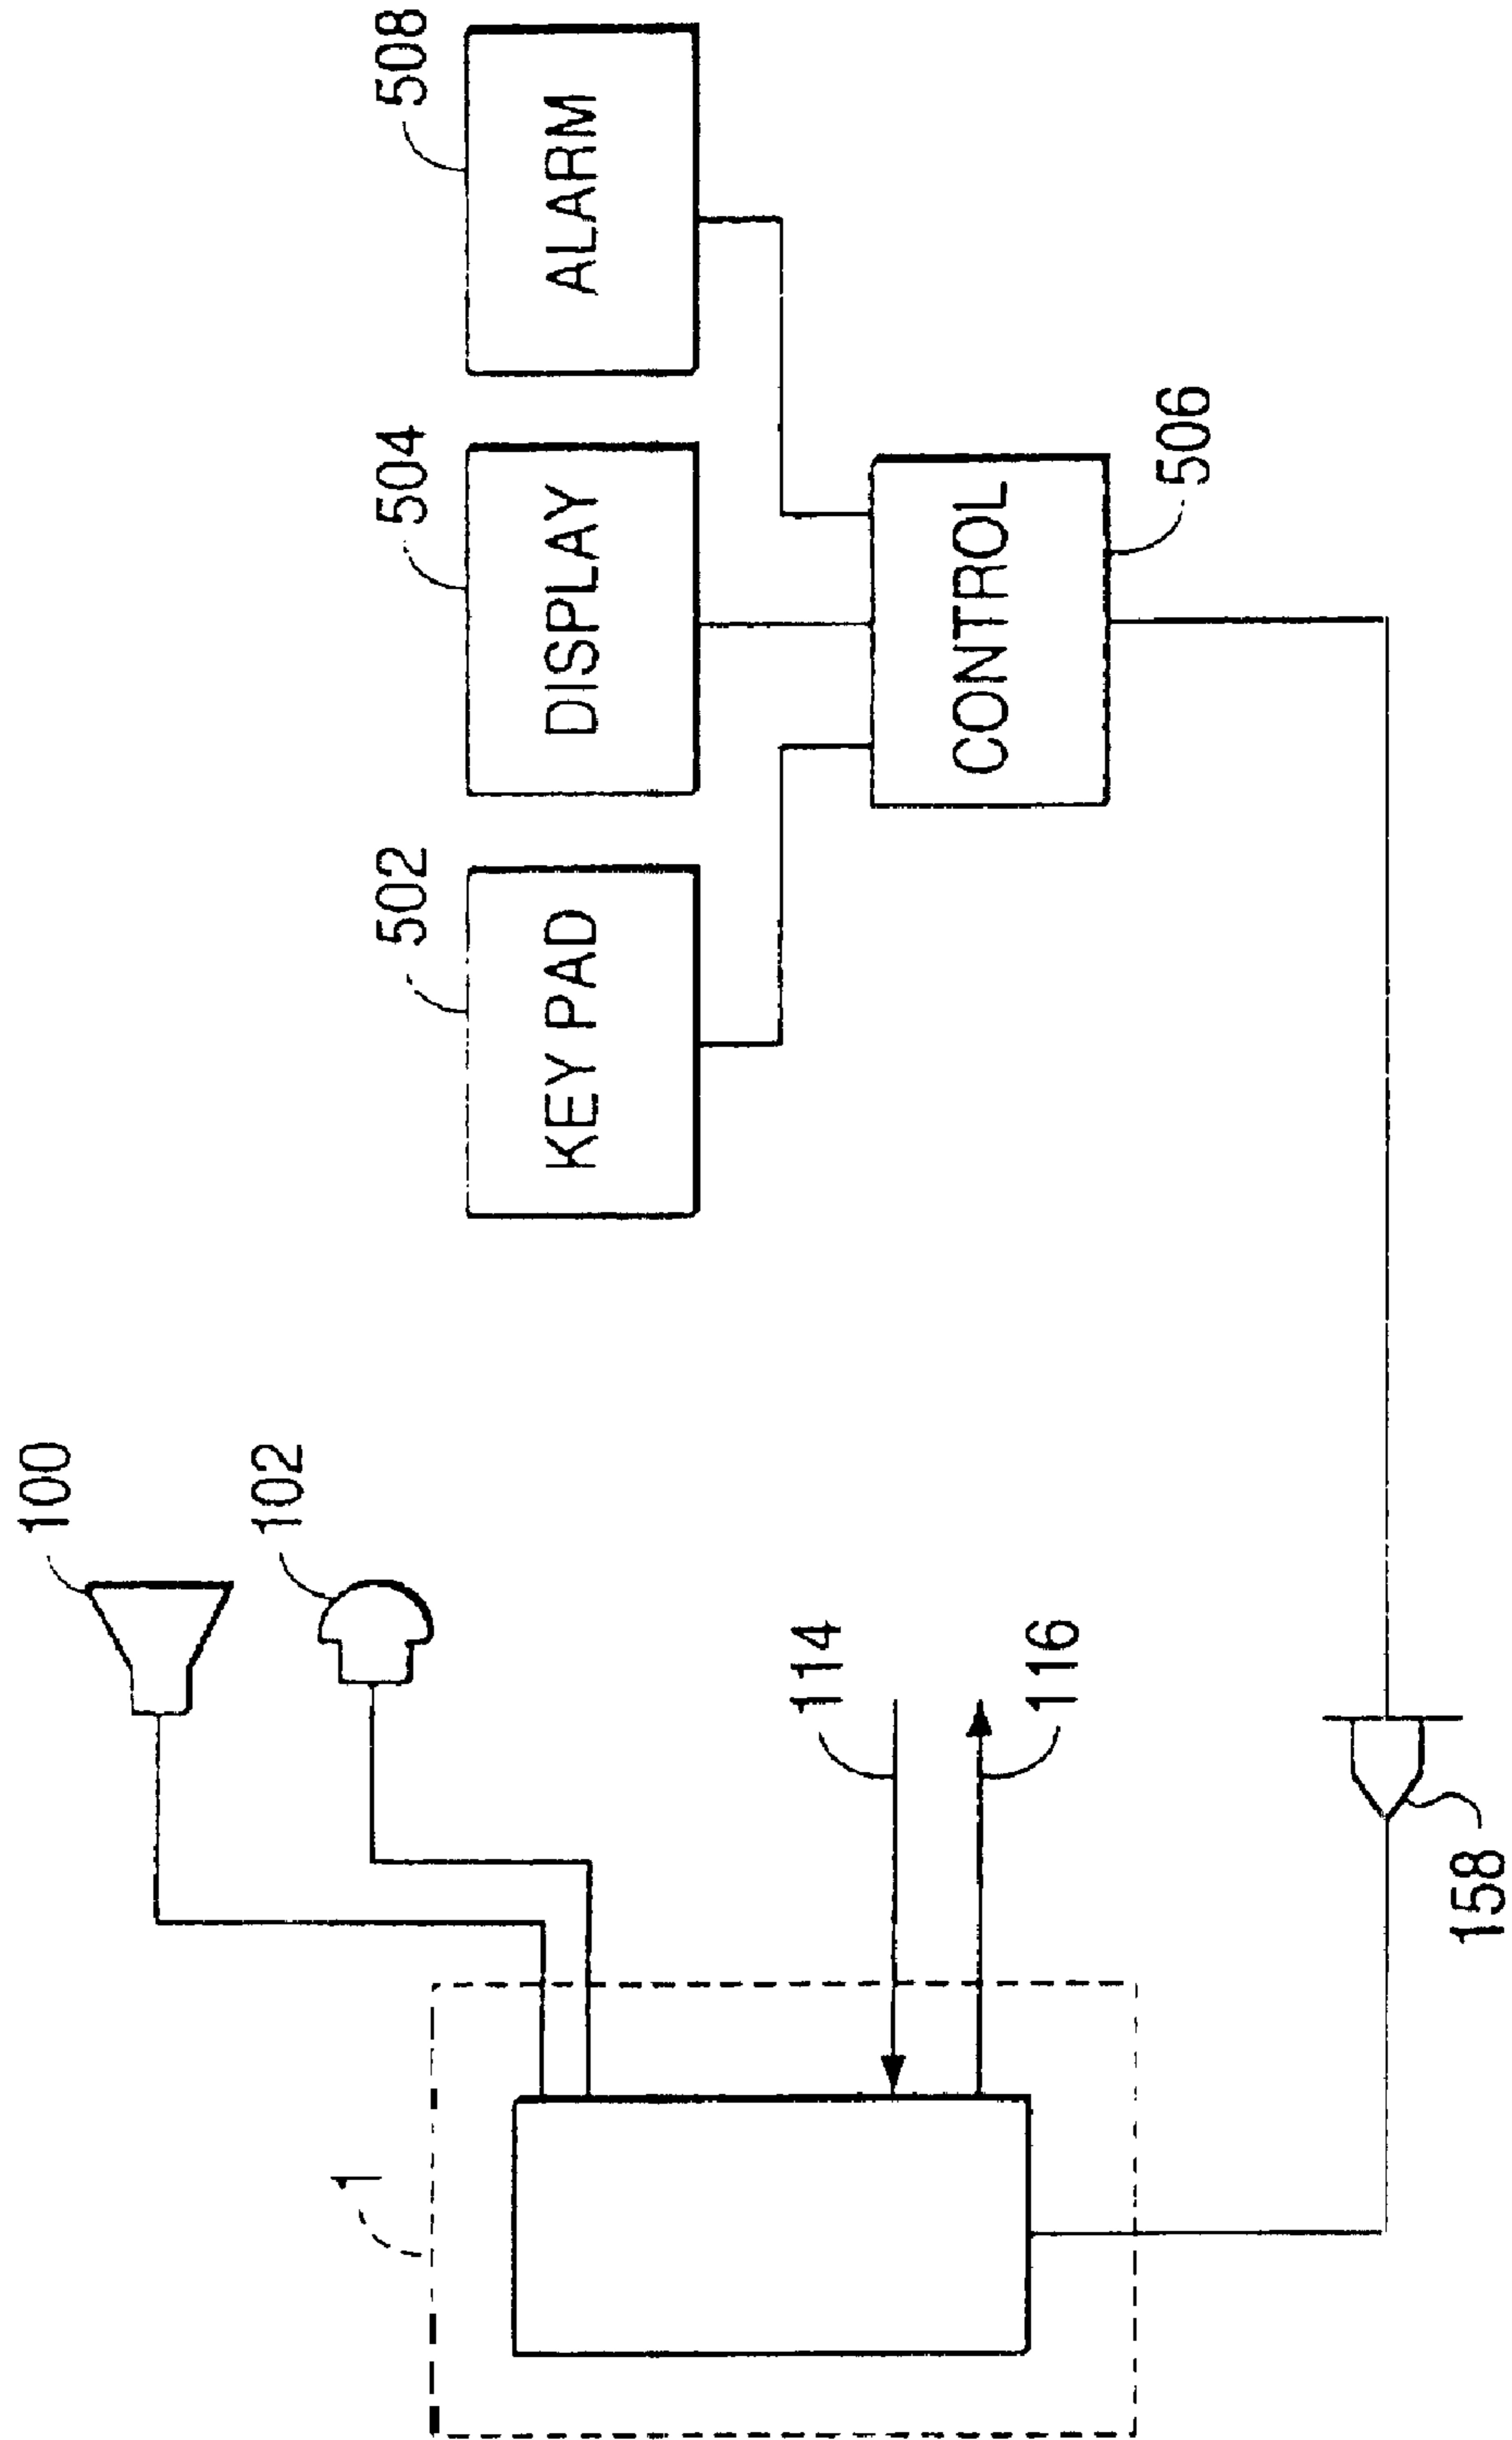 100
102
1
114
116
158
502
KEY PAD
504
DISPLAY
508
ALARM
CONTROL
506